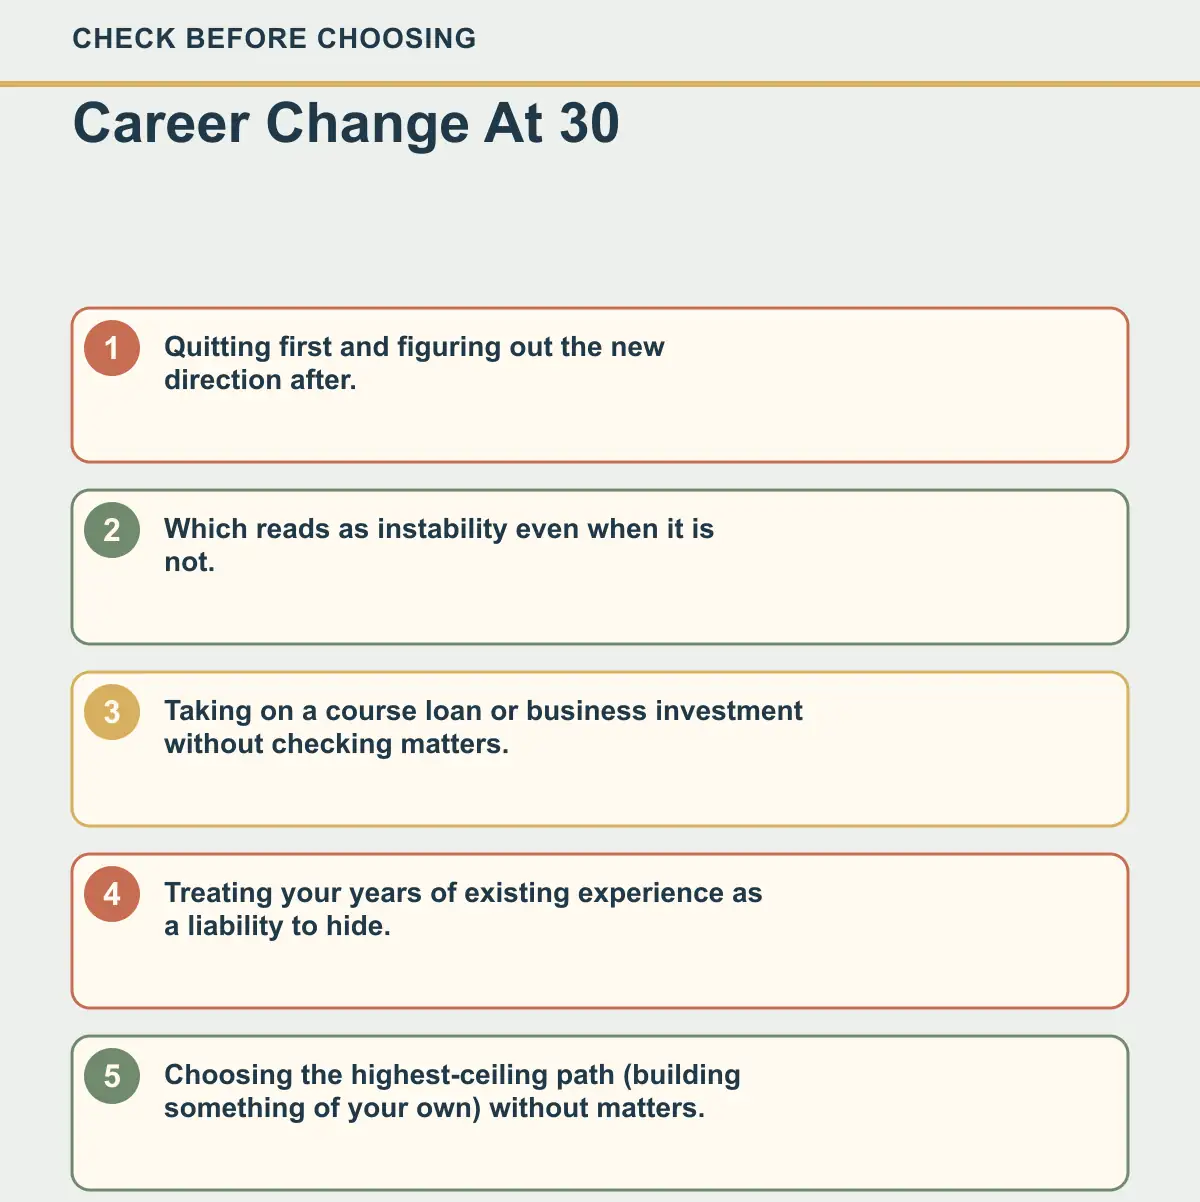 CHECK BEFORE CHOOSING
Career Change At 30
1
Quitting first and figuring out the new
direction after.
2
Which reads as instability even when it is
not.
3
Taking on a course loan or business investment
without checking matters.
4
Treating your years of existing experience as
a liability to hide.
5
Choosing the highest-ceiling path (building
something of your own) without matters.